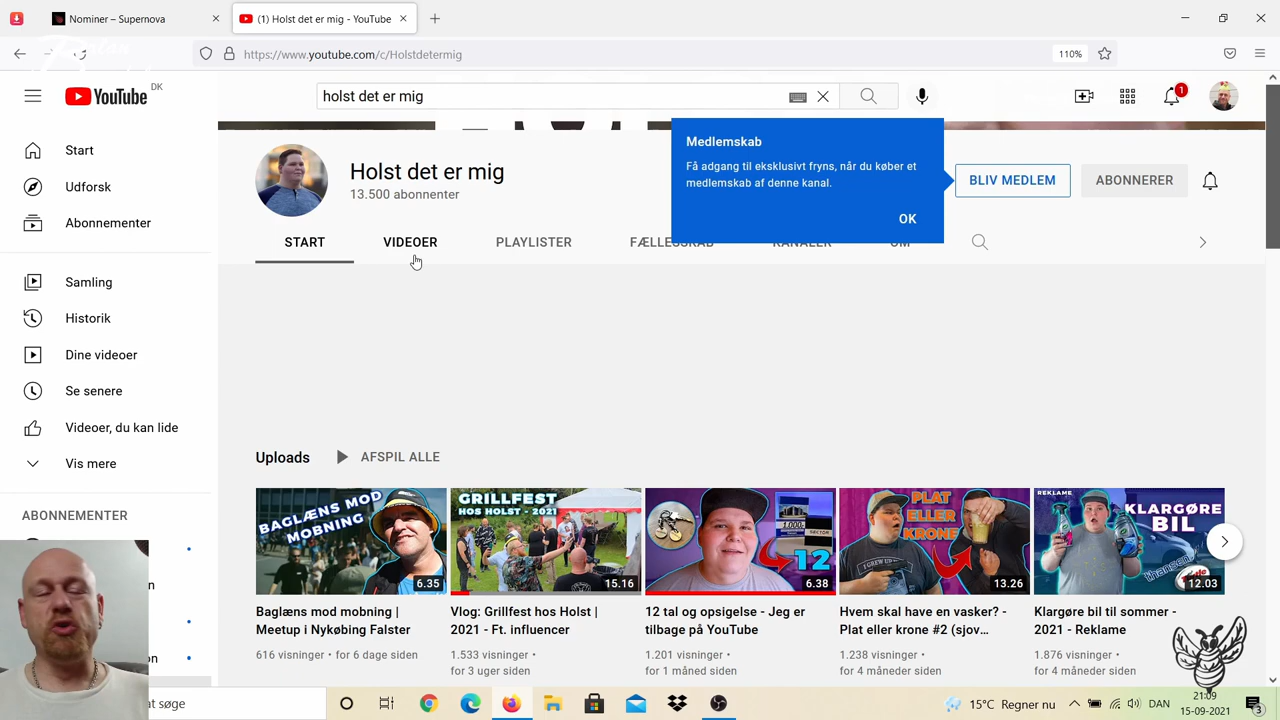 Nominer – Supernova
(1) Holst det er mig - YouTube
https://www.youtube.com/c/Holstdetermig
110%
YouTube
DK
holst det er mig
1
Medlemskab
Få adgang til eksklusivt fryns, når du køber et
medlemskab af denne kanal.
OK
Holst det er mig
13.500 abonnenter
BLIV MEDLEM
ABONNERER
START
VIDEOER
PLAYLISTER
FÆLLESSKAB
KANALER
OM
Start
Udforsk
Abonnementer
Samling
Historik
Dine videoer
Se senere
Videoer, du kan lide
Vis mere
ABONNEMENTER
Uploads
AFSPIL ALLE
BAGLÆNS MOD
MOBNING
6.35
GRILLFEST
HOS HOLST - 2021
15.16
1.000,-
12
6.38
PLAT
ELLER
KRONE
13.26
REKLAME
KLARGØRE
BIL
12.03
Baglæns mod mobning |
Meetup i Nykøbing Falster
616 visninger • for 6 dage siden
Vlog: Grillfest hos Holst |
2021 - Ft. influencer
1.533 visninger •
for 3 uger siden
12 tal og opsigelse - Jeg er
tilbage på YouTube
1.201 visninger •
for 1 måned siden
Hvem skal have en vasker? -
Plat eller krone #2 (sjov…
1.238 visninger •
for 4 måneder siden
Klargøre bil til sommer -
2021 - Reklame
1.876 visninger •
for 4 måneder siden
at søge
15°C Regner nu
DAN
21:09
15-09-2021
3